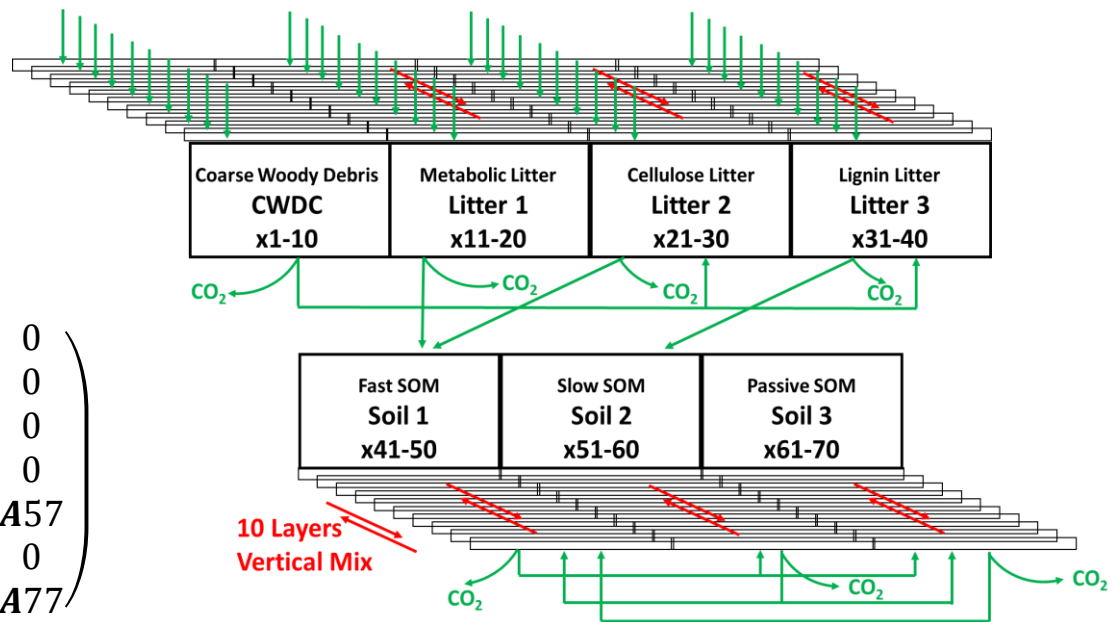 Coarse Woody Debris
CWDC
x1-10
Metabolic Litter
Litter 1
x11-20
Cellulose Litter
Litter 2
x21-30
Lignin Litter
Litter 3
x31-40
CO₂
CO₂
CO₂
CO₂
0
0
0
0
A57
0
A77
Fast SOM
Soil 1
x41-50
Slow SOM
Soil 2
x51-60
Passive SOM
Soil 3
x61-70
10 Layers
Vertical Mix
CO₂
CO₂
CO₂